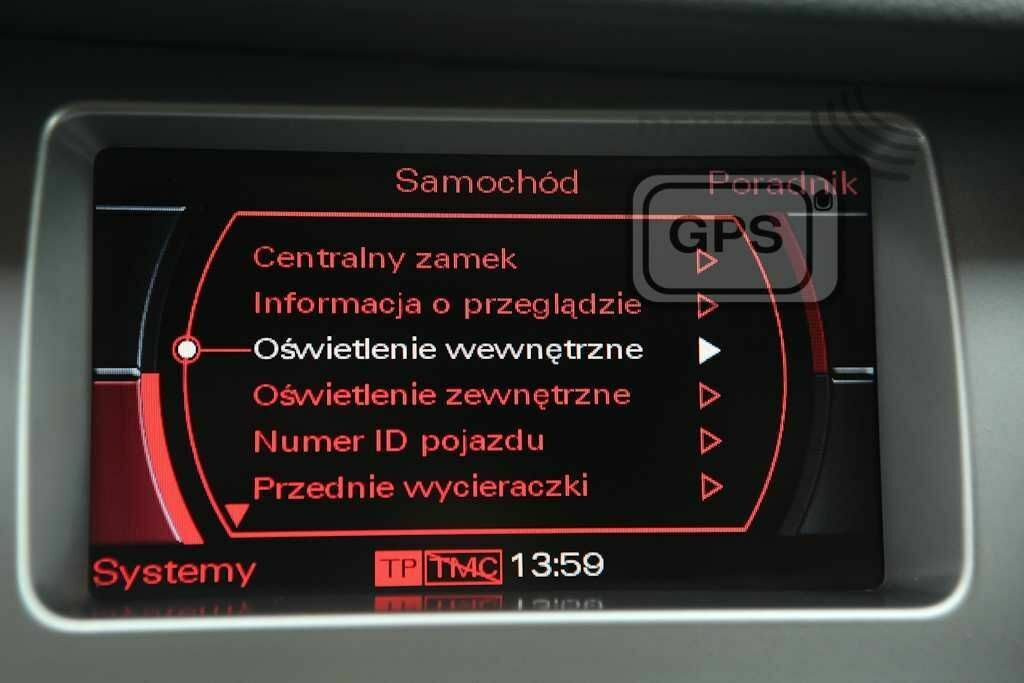 Samochód Poradnik
GPS
Centralny zamek
Informacja o przeglądzie
Oświetlenie wewnętrzne
Oświetlenie zewnętrzne
Numer ID pojazdu
Przednie wycieraczki
Systemy TP TMC 13:59